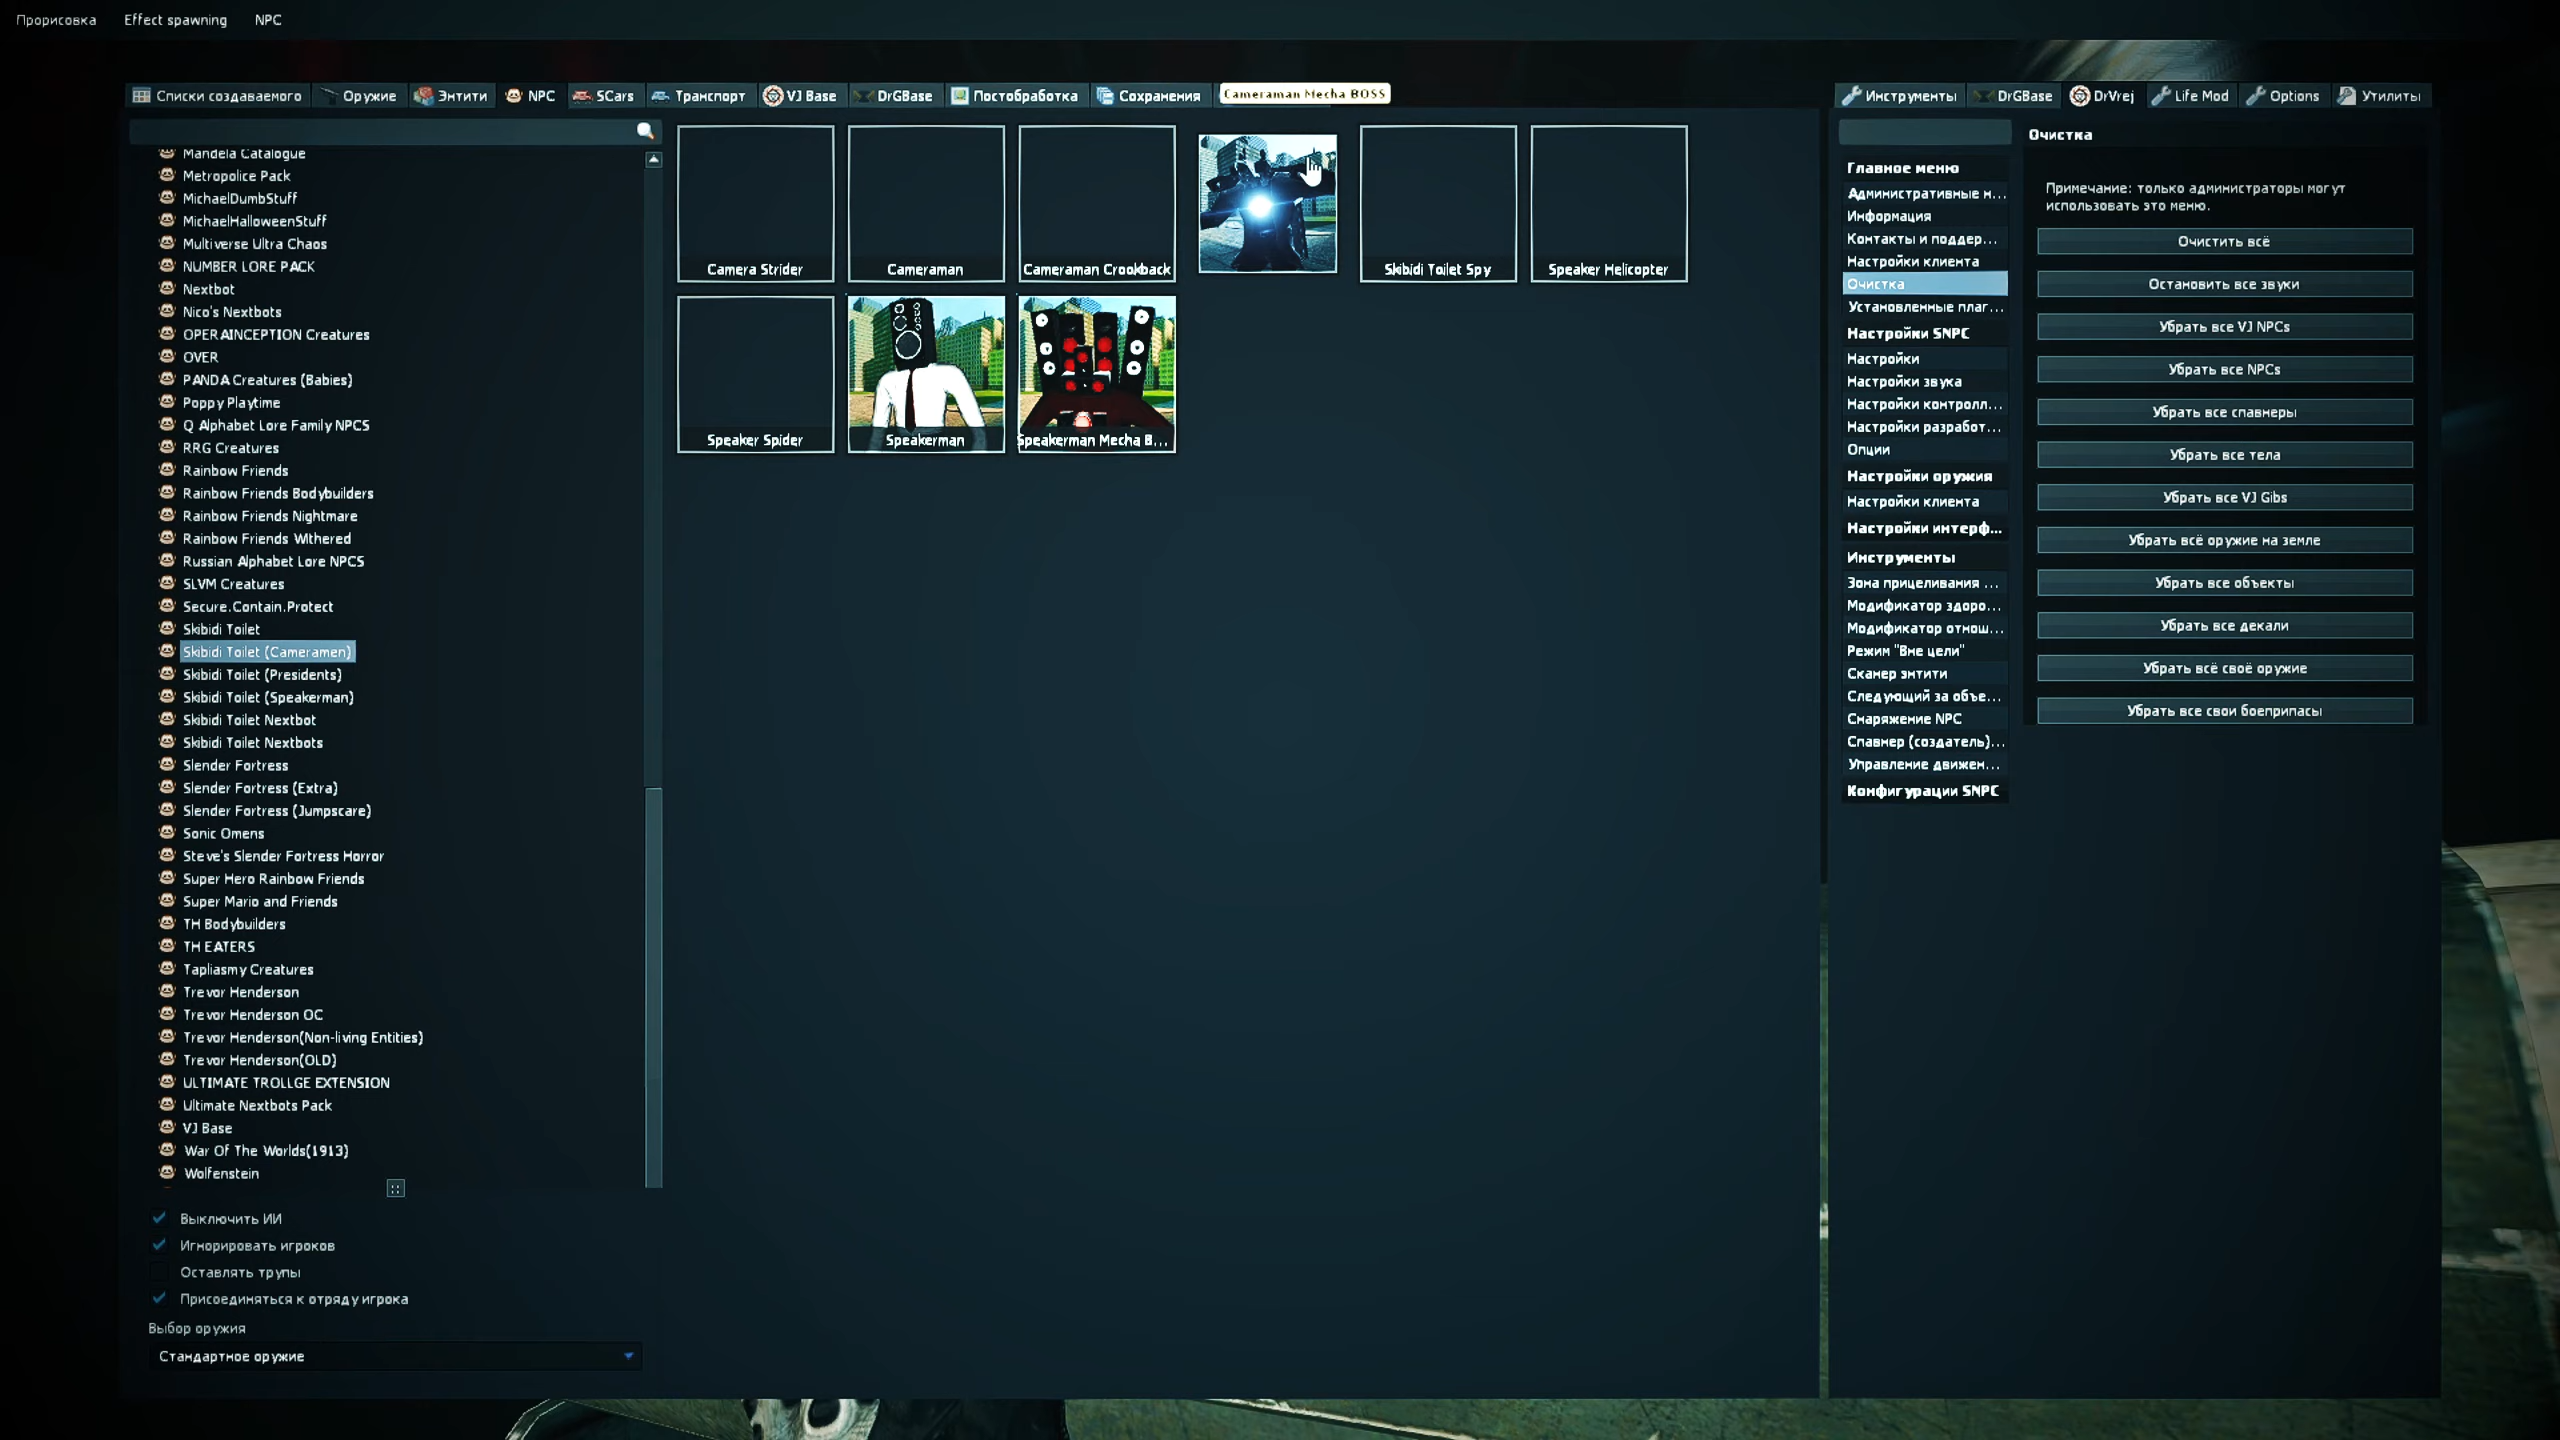 Прорисовка Effect spawning NPC
Списки создаваемого Оружие Энтити NPC SCars Транспорт VJ Base DrGBase Постобработка Сохранения Cameraman Mecha BOSS
Mandela Catalogue
Metropolice Pack
MichaelDumbStuff
MichaelHalloweenStuff
Multiverse Ultra Chaos
NUMBER LORE PACK
Nextbot
Nico's Nextbots
OPERAINCEPTION Creatures
OVER
PANDA Creatures (Babies)
Poppy Playtime
Q Alphabet Lore Family NPCS
RRG Creatures
Rainbow Friends
Rainbow Friends Bodybuilders
Rainbow Friends Nightmare
Rainbow Friends WIthered
Russian Alphabet Lore NPCS
SLVM Creatures
Secure.Contain.Protect
Skibidi Toilet
Skibidi Toilet (Cameramen)
Skibidi Toilet (Presidents)
Skibidi Toilet (Speakerman)
Skibidi Toilet Nextbot
Skibidi Toilet Nextbots
Slender Fortress
Slender Fortress (Extra)
Slender Fortress (Jumpscare)
Sonic Omens
Steve's Slender Fortress Horror
Super Hero Rainbow Friends
Super Mario and Friends
TH Bodybuilders
TH EATERS
Tapliasmy Creatures
Trevor Henderson
Trevor Henderson OC
Trevor Henderson(Non-living Entities)
Trevor Henderson(OLD)
ULTIMATE TROLLGE EXTENSION
Ultimate Nextbots Pack
VJ Base
War Of The Worlds(1913)
Wolfenstein
Выключить ИИ
Игнорировать игроков
Оставлять трупы
Присоединяться к отряду игрока
Выбор оружия
Стандартное оружие
Camera Strider Cameraman Cameraman Crookback Skibidi Toilet Spy Speaker Helicopter
Speaker Spider Speakerman Speakerman Mecha B...
Инструменты DrGBase DrVrej Life Mod Options Утилиты
Главное меню
Административные н...
Информация
Контакты и поддер...
Настройки клиента
Очистка
Установленные плаг...
Настройки SNPC
Настройки
Настройки звука
Настройки контролл...
Настройки разработ...
Опции
Настройки оружия
Настройки клиента
Настройки интерф...
Инструменты
Зона прицеливания ...
Модификатор здоро...
Модификатор отнош...
Режим "Вне цели"
Сканер энтити
Следующий за объе...
Снаряжение NPC
Спавнер (создатель)...
Управление движен...
Конфигурации SNPC
Очистка
Примечание: только администраторы могут
использовать это меню.
Очистить всё
Остановить все звуки
Убрать все VJ NPCs
Убрать все NPCs
Убрать все спавнеры
Убрать все тела
Убрать все VJ Gibs
Убрать всё оружие на земле
Убрать все объекты
Убрать все декали
Убрать всё своё оружие
Убрать все свои боеприпасы